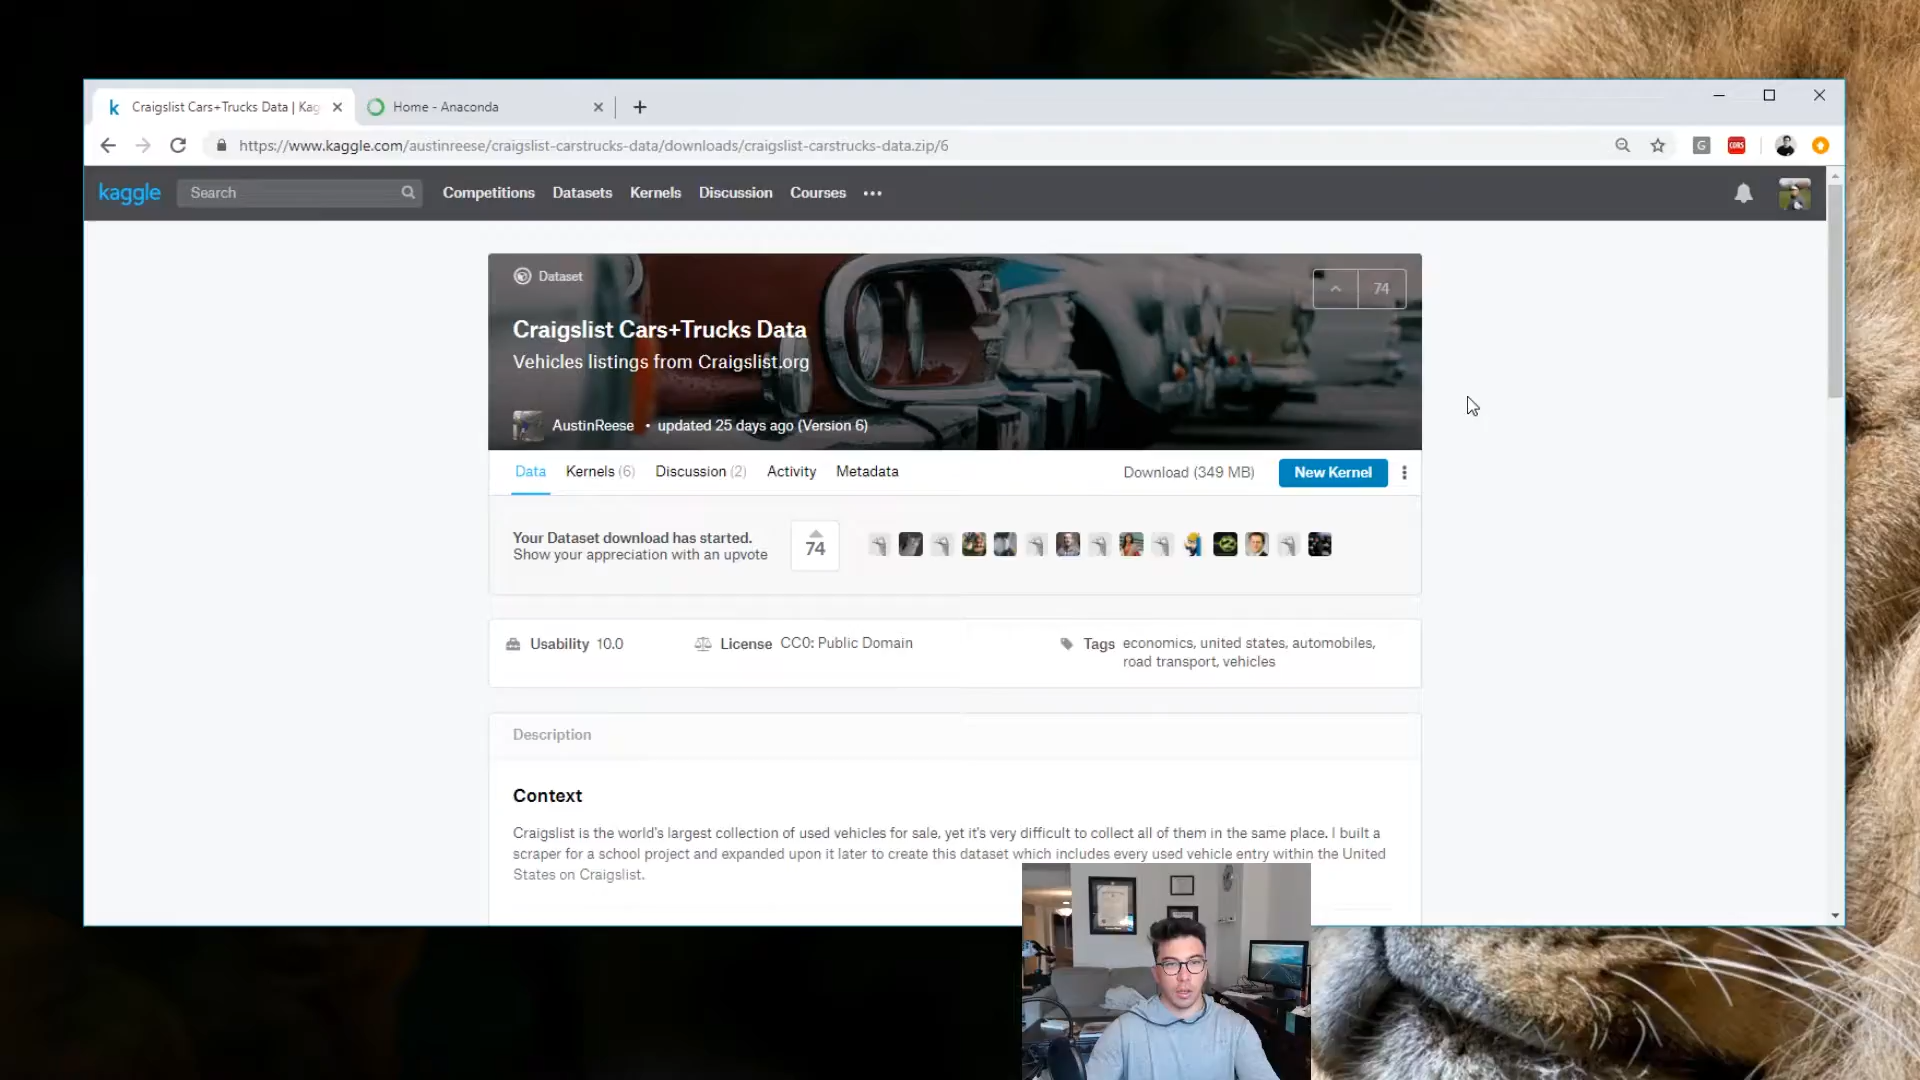 Craigslist Cars+Trucks Data | Kag
Home - Anaconda
https://www.kaggle.com/austinreese/craigslist-carstrucks-data/downloads/craigslist-carstrucks-data.zip/6
G
CORS
kaggle
Search
Competitions
Datasets
Kernels
Discussion
Courses
Dataset
74
Craigslist Cars+Trucks Data
Vehicles listings from Craigslist.org
AustinReese • updated 25 days ago (Version 6)
Data
Kernels (6)
Discussion (2)
Activity
Metadata
Download (349 MB)
New Kernel
Your Dataset download has started.
Show your appreciation with an upvote
74
Usability 10.0
License CC0: Public Domain
Tags economics, united states, automobiles,
road transport, vehicles
Description
Context
Craigslist is the world's largest collection of used vehicles for sale, yet it's very difficult to collect all of them in the same place. I built a
scraper for a school project and expanded upon it later to create this dataset which includes every used vehicle entry within the United
States on Craigslist.